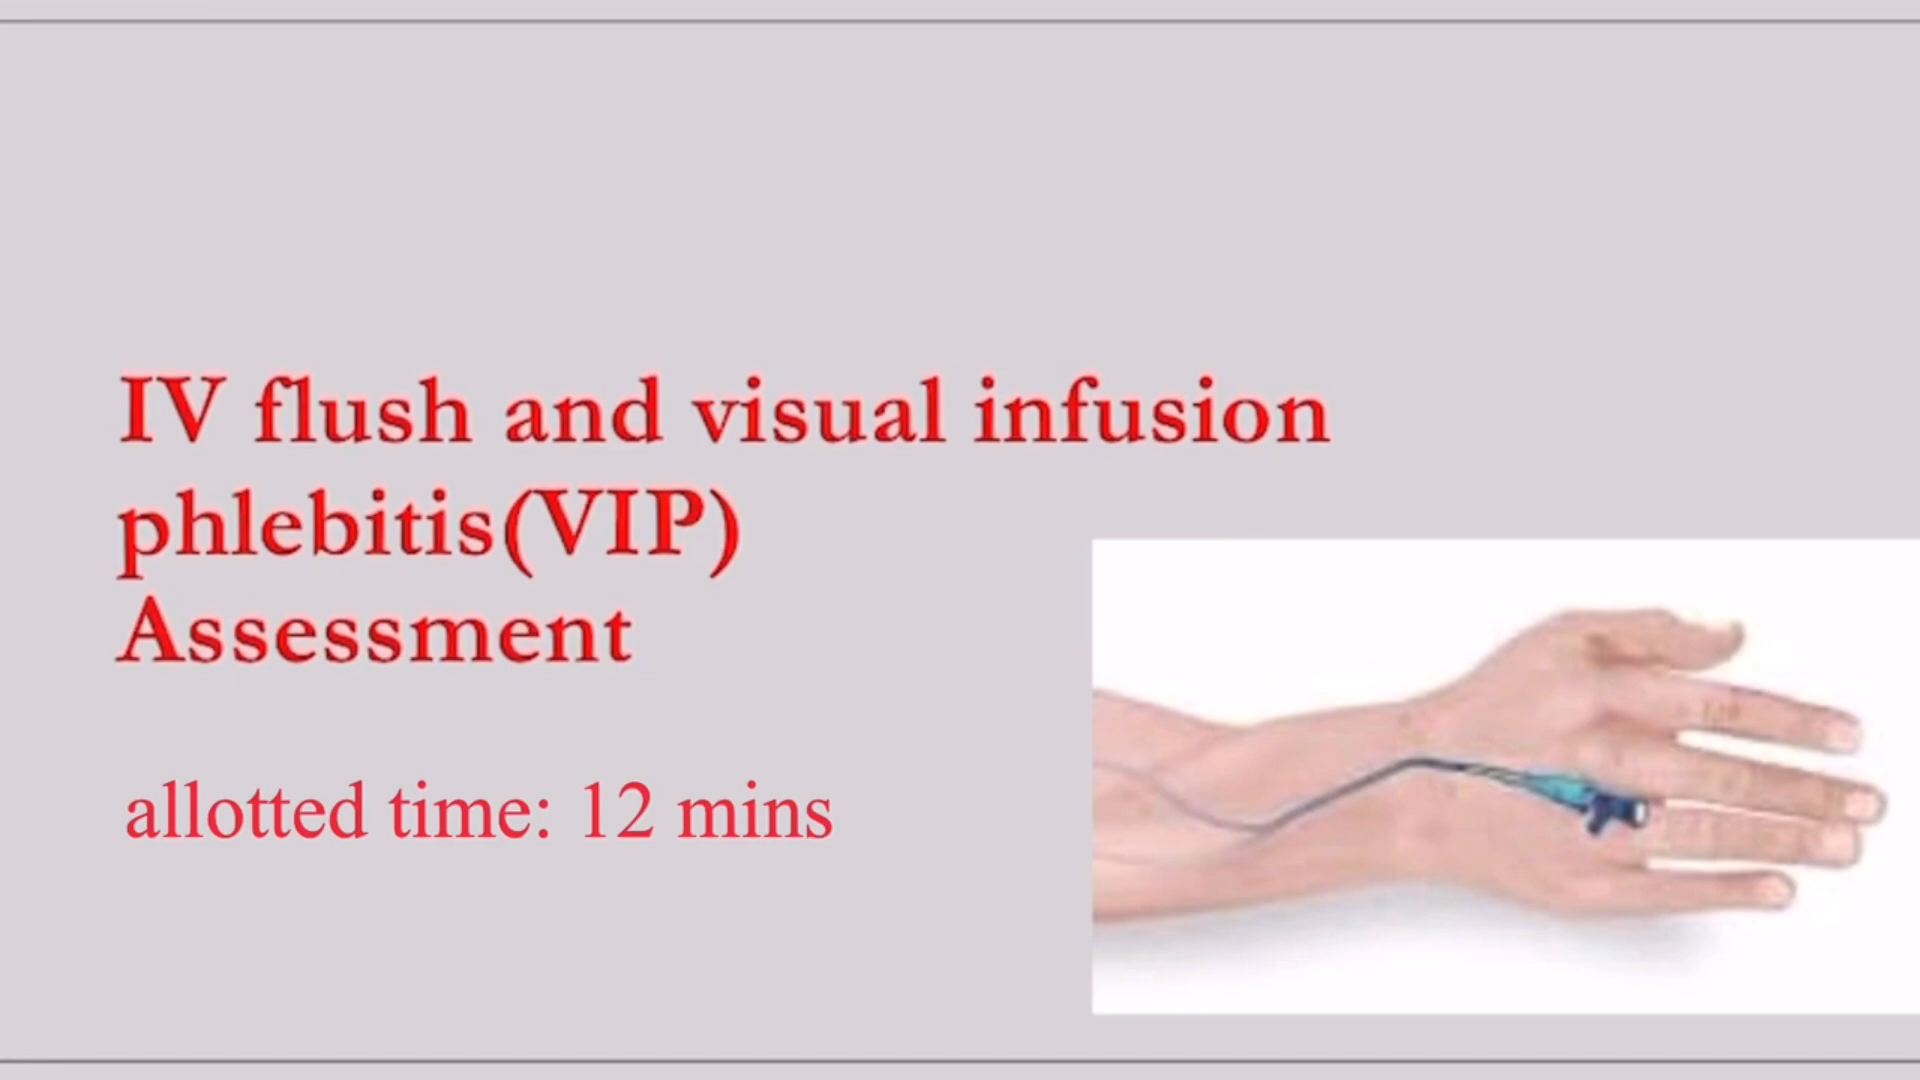 IV flush and visual infusion
phlebitis(VIP)
Assessment
allotted time: 12 mins